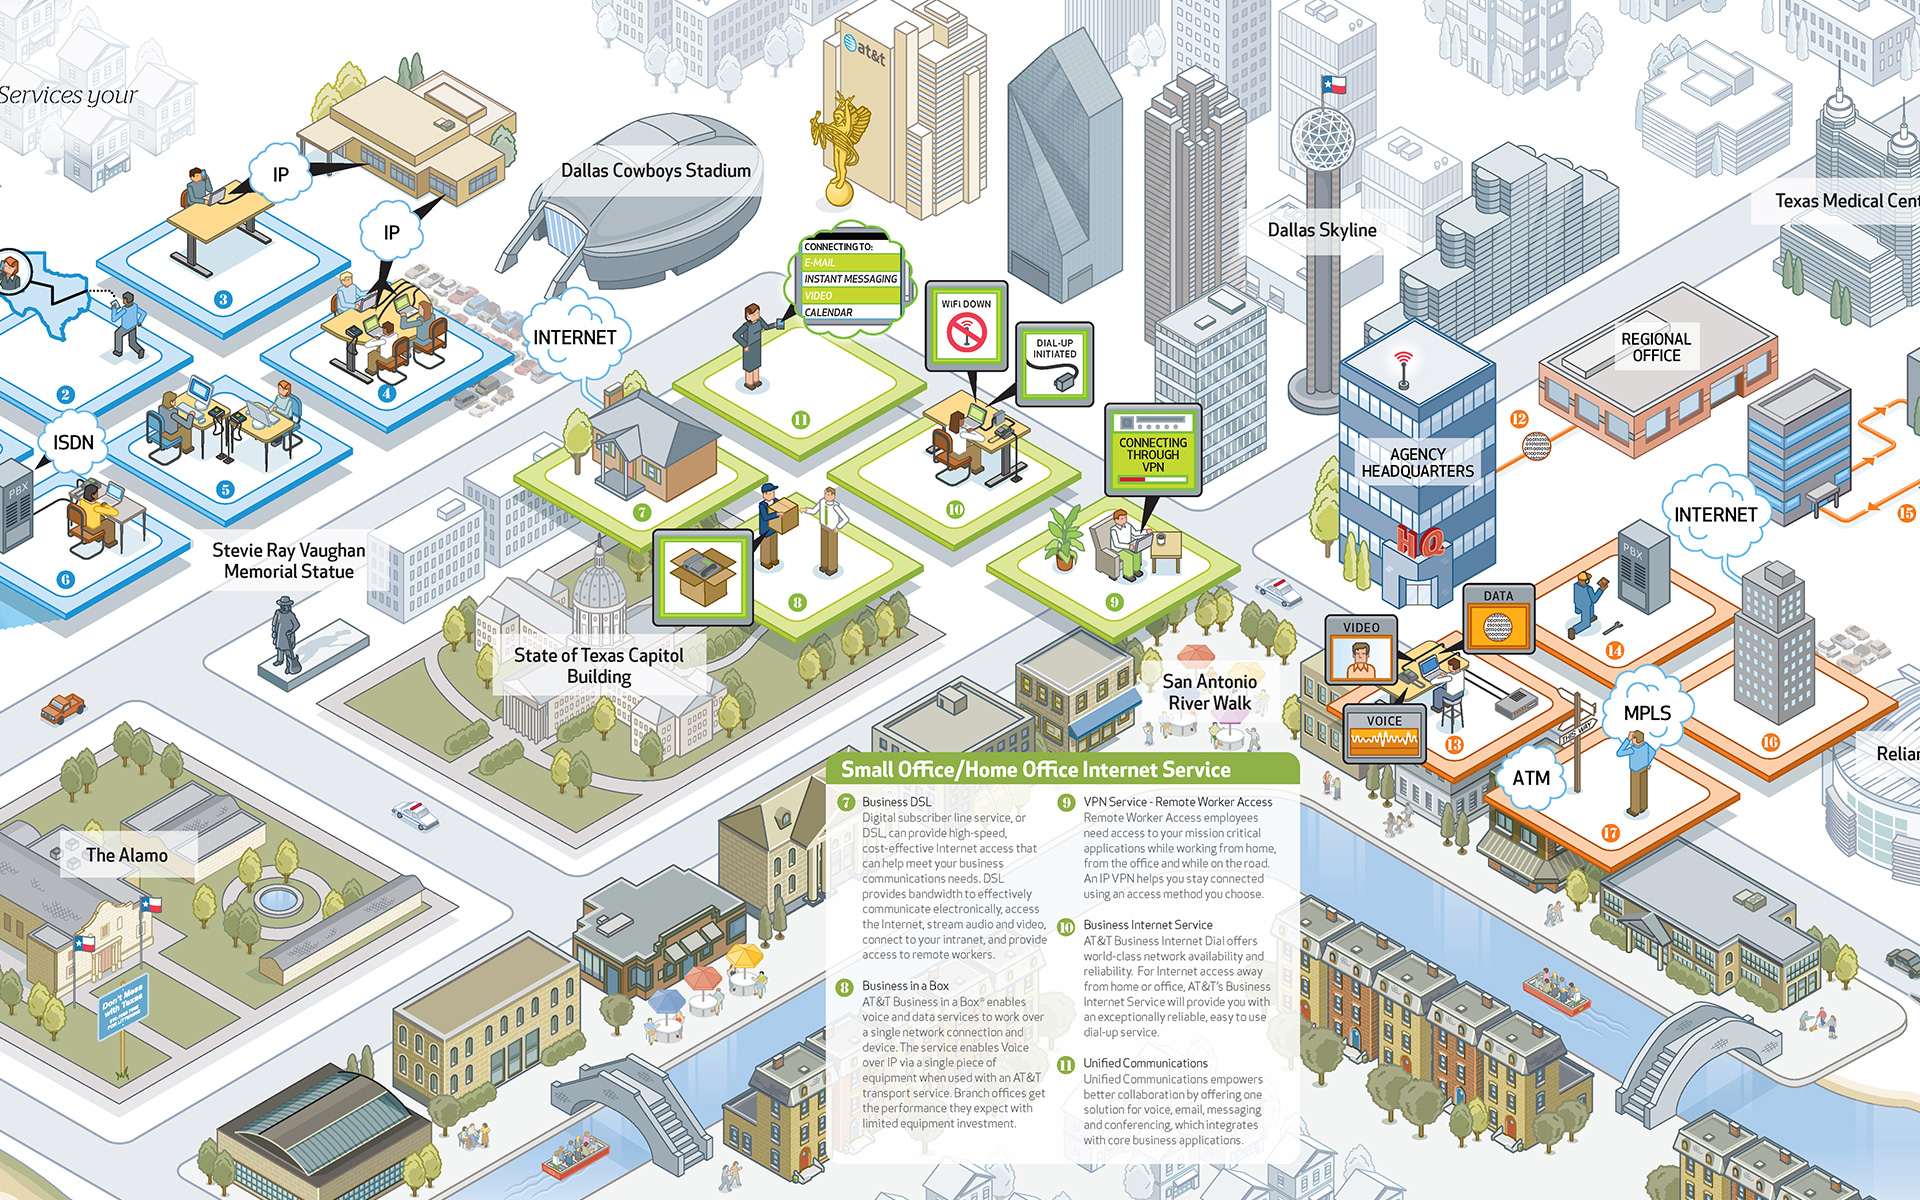 Services your
at&t
IP
IP
3
4
2
5
6
ISDN
PBX
Dallas Cowboys Stadium
INTERNET
CONNECTING TO:
E-MAIL
INSTANT MESSAGING
VIDEO
CALENDAR
WiFi DOWN
DIAL-UP
INITIATED
CONNECTING
THROUGH
VPN
11
10
7
8
9
Dallas Skyline
Texas Medical Cent
REGIONAL
OFFICE
12
AGENCY
HEADQUARTERS
HQ
INTERNET
15
PBX
14
DATA
VIDEO
VOICE
13
MPLS
THIS WAY
ATM
16
17
Relian
Stevie Ray Vaughan
Memorial Statue
State of Texas Capitol
Building
San Antonio
River Walk
The Alamo
Don't Mess
with Texas
Small Office/Home Office Internet Service
7 Business DSL
Digital subscriber line service, or
DSL, can provide high-speed,
cost-effective Internet access that
can help meet your business
communications needs. DSL
provides bandwidth to effectively
communicate electronically, access
the Internet, stream audio and video,
connect to your intranet, and provide
access to remote workers.
8 Business in a Box
AT&T Business in a Box® enables
voice and data services to work over
a single network connection and
device. The service enables Voice
over IP via a single piece of
equipment when used with an AT&T
transport service. Branch offices get
the performance they expect with
limited equipment investment.
9 VPN Service - Remote Worker Access
Remote Worker Access employees
need access to your mission critical
applications while working from home,
from the office and while on the road.
An IP VPN helps you stay connected
using an access method you choose.
10 Business Internet Service
AT&T Business Internet Dial offers
world-class network availability and
reliability. For Internet access away
from home or office, AT&T's Business
Internet Service will provide you with
an exceptionally reliable, easy to use
dial-up service.
11 Unified Communications
Unified Communications empowers
better collaboration by offering one
solution for voice, email, messaging
and conferencing, which integrates
with core business applications.